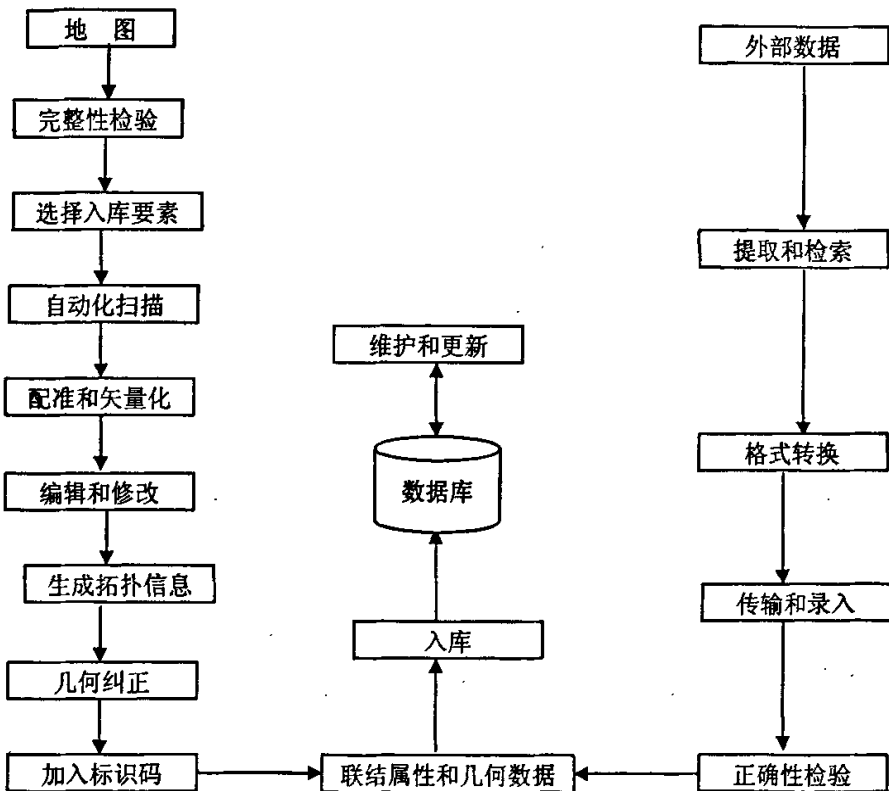 地 图
完整性检验
选择入库要素
自动化扫描
配准和矢量化
编辑和修改
生成拓扑信息
几何纠正
加入标识码
维护和更新
数据库
入库
联结属性和几何数据
外部数据
提取和检索
格式转换
传输和录入
正确性检验